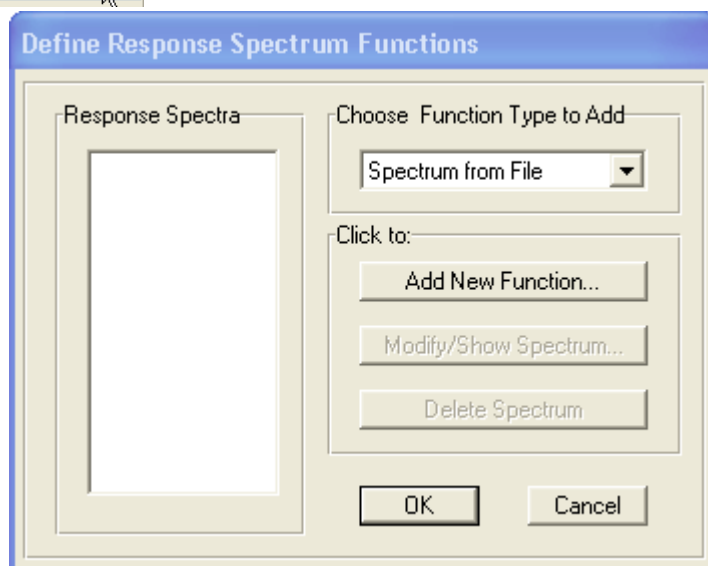 Define Response Spectrum Functions
Response Spectra
Choose Function Type to Add
Spectrum from File
Click to:
Add New Function...
Modify/Show Spectrum...
Delete Spectrum
OK
Cancel